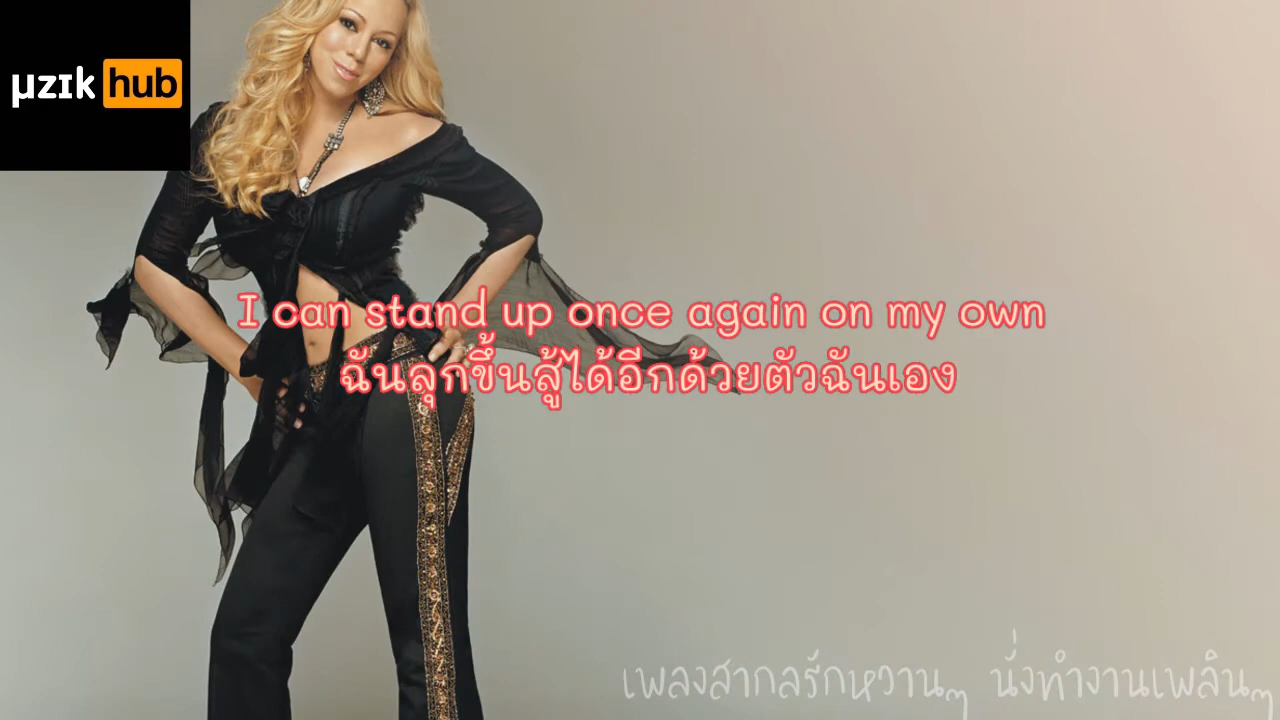 µzɪk hub
I can stand up once again on my own
ฉันลุกขึ้นสู้ได้อีกด้วยตัวฉันเอง
เพลงสากลรักหวานๆ นั่งทำงานเพลินๆ